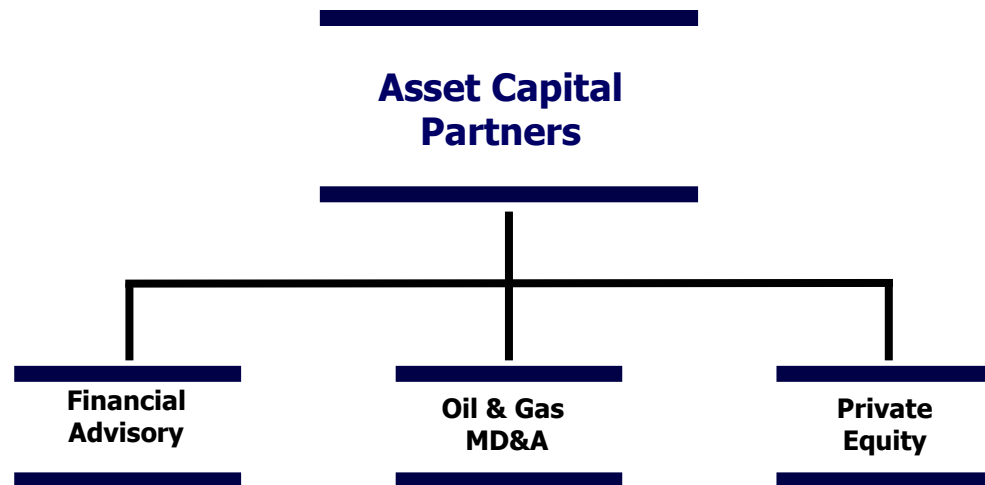 Asset Capital
Partners
Financial
Advisory
Oil & Gas
MD&A
Private
Equity